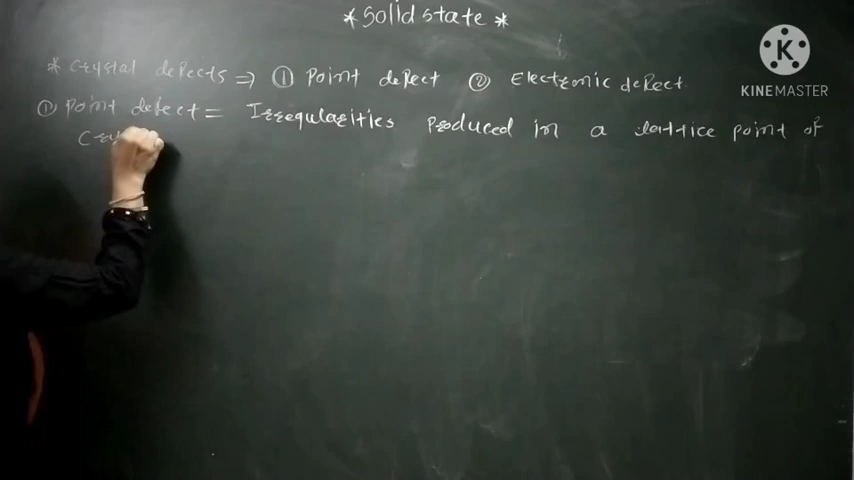 * Solid state *
* Crystal defects ⇒ ① Point defect ② Electronic defect
① Point defect = Irregularities produced in a lattice point of
KINEMASTER